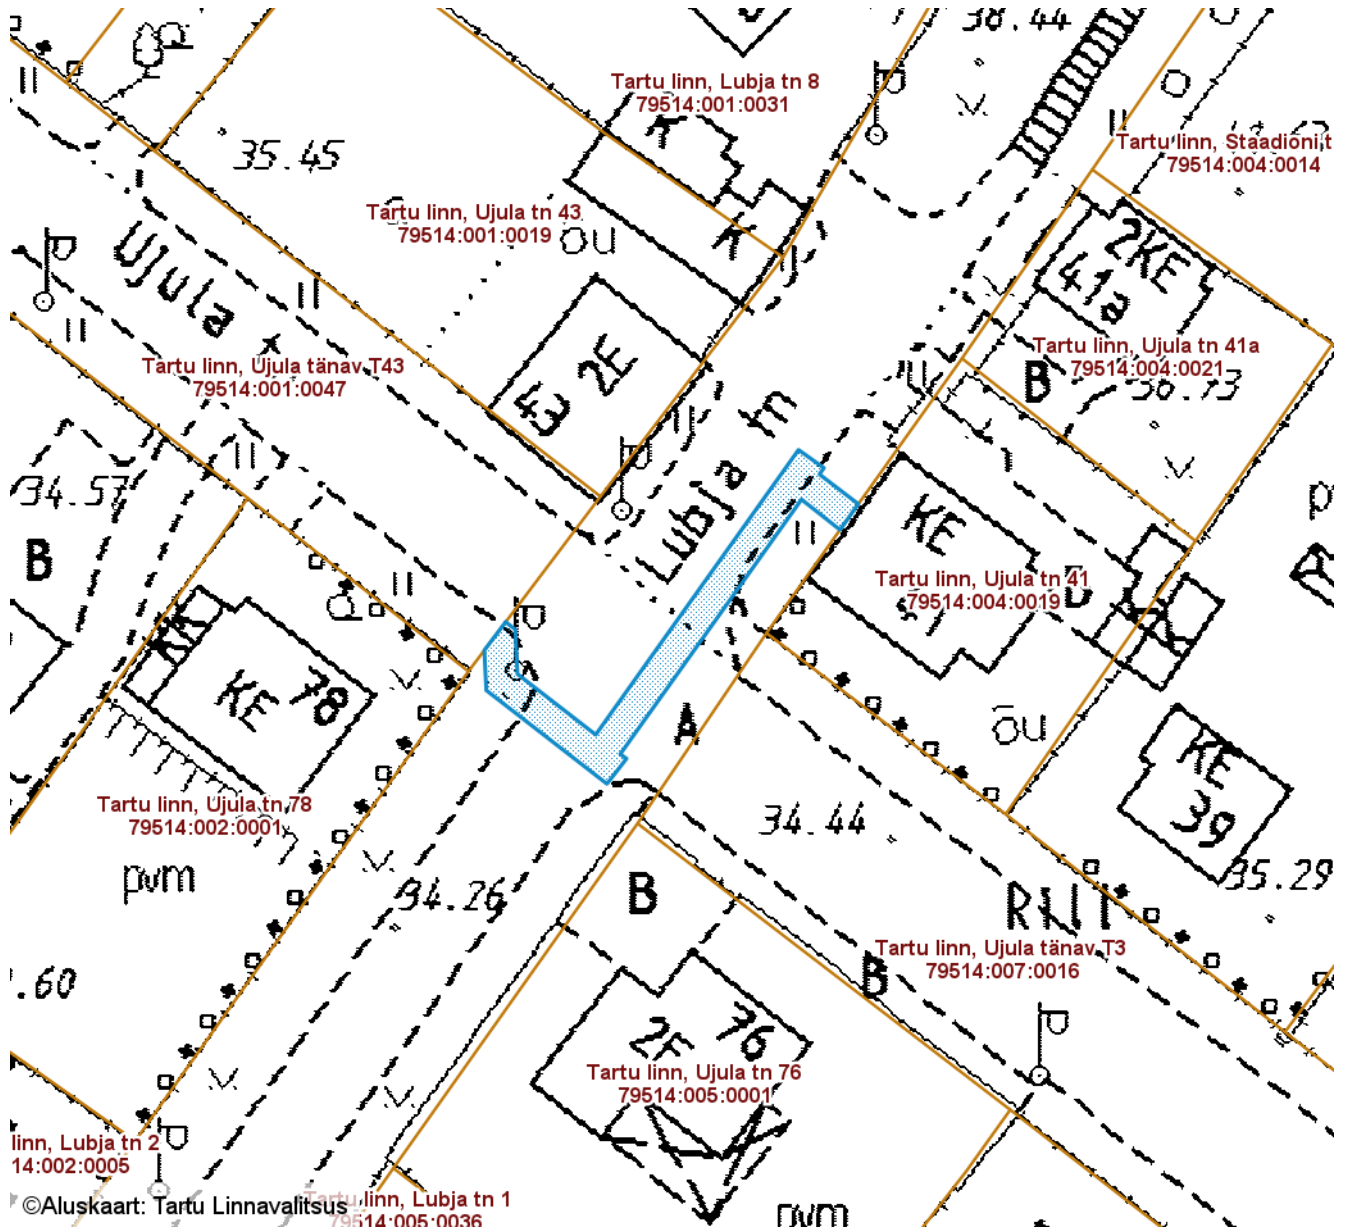 38.44
Tartu linn, Lubja tn 8
79514:001:0031
K
Tartu linn, Staadioni t
79514:004:0014
35.45
Tartu linn, Ujula tn 43
79514:001:0019
õu
K
2KE
41a
Ujula t
Tartu linn, Ujula tn 41a
79514:004:0021
Tartu linn, Ujula tänav T43
79514:001:0047
2E
43
B
Lubja tn
34.57
B
KE
Tartu linn, Ujula tn 41
79514:004:0019
KK
KE 78
A
õu
KE
39
Tartu linn, Ujula tn 78
79514:002:0001
34.44
pvm
34.26
B
35.29
Tartu linn, Ujula tänav T3
79514:007:0016
B
.60
76
Tartu linn, Ujula tn 76
79514:005:0001
linn, Lubja tn 2
14:002:0005
©Aluskaart: Tartu Linnavalitsus
Tartu linn, Lubja tn 1
79514:005:0036
pvm